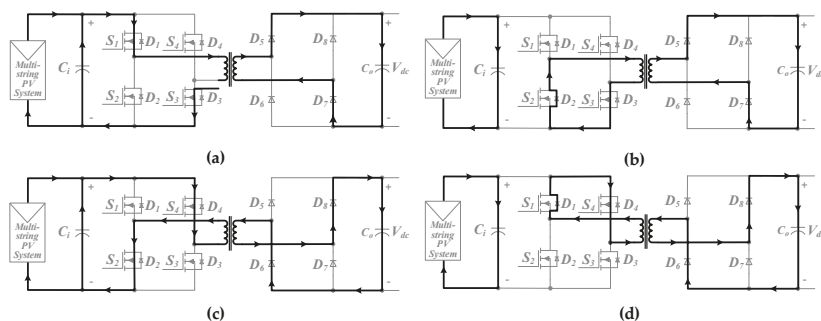 Multi-
string
PV
System
C_i
+
-
S_1 D_1
S_4 D_4
S_2 D_2
S_3 D_3
D_5
D_8
D_6
D_7
+
C_o V_dc
-
(a)
Multi-
string
PV
System
C_i
+
-
S_1 D_1
S_4 D_4
S_2 D_2
S_3 D_3
D_5
D_8
D_6
D_7
+
C_o V_d
-
(b)
Multi-
string
PV
System
C_i
+
-
S_1 D_1
S_4 D_4
S_2 D_2
S_3 D_3
D_5
D_8
D_6
D_7
+
C_o V_dc
-
(c)
Multi-
string
PV
System
C_i
+
-
S_1 D_1
S_4 D_4
S_2 D_2
S_3 D_3
D_5
D_8
D_6
D_7
+
C_o V_d
-
(d)